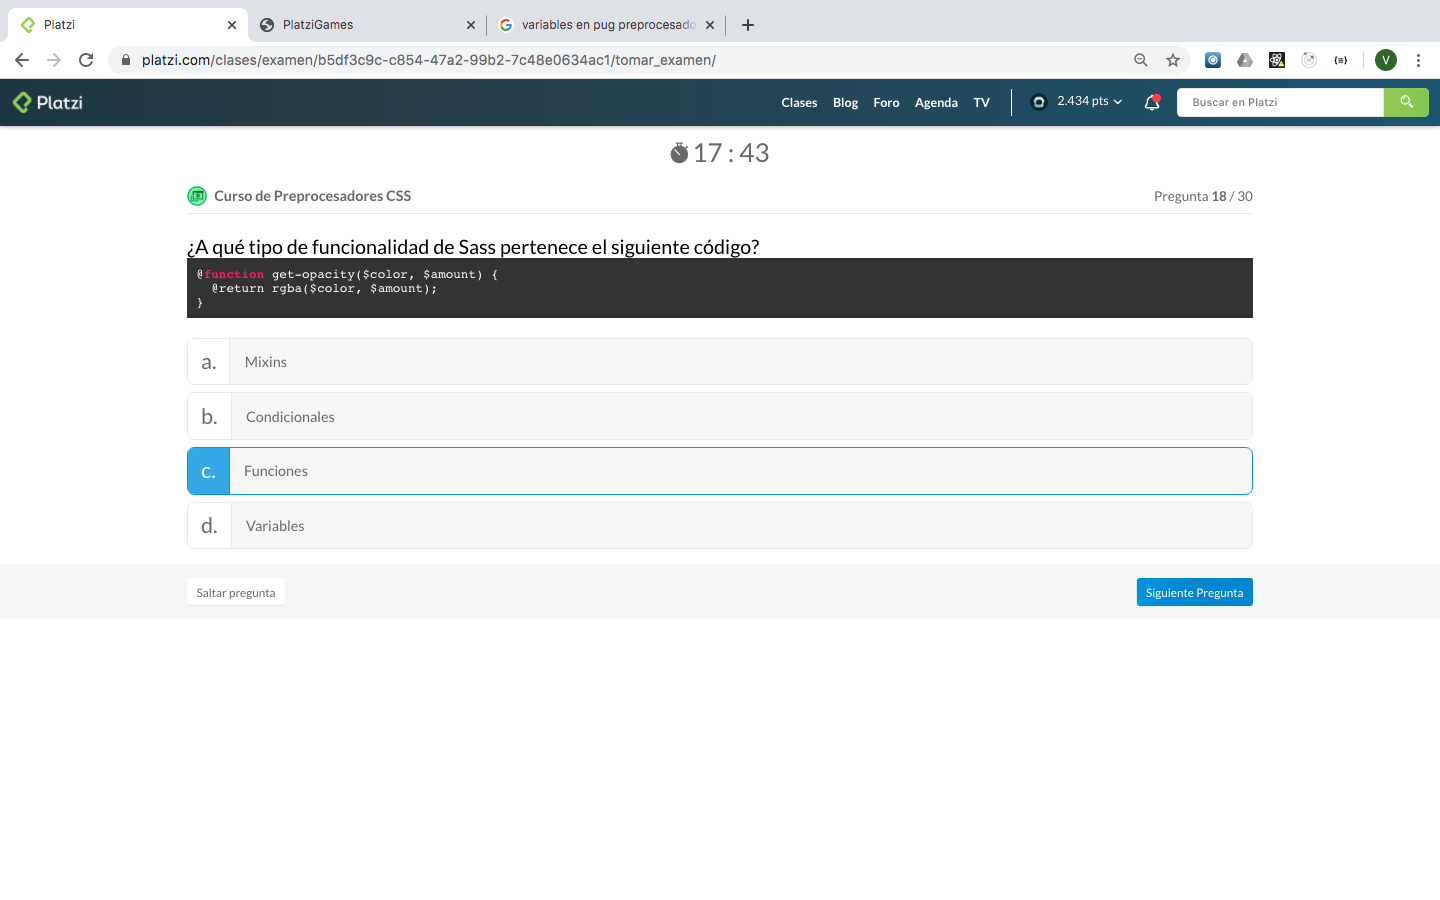 Platzi
PlatziGames
variables en pug preprocesado
platzi.com/clases/examen/b5df3c9c-c854-47a2-99b2-7c48e0634ac1/tomar_examen/
V
Platzi
Clases Blog Foro Agenda TV
2.434 pts
Buscar en Platzi
17 : 43
Curso de Preprocesadores CSS
Pregunta 18 / 30
¿A qué tipo de funcionalidad de Sass pertenece el siguiente código?
@function get-opacity($color, $amount) {
@return rgba($color, $amount);
}
a. Mixins
b. Condicionales
c. Funciones
d. Variables
Saltar pregunta
Siguiente Pregunta